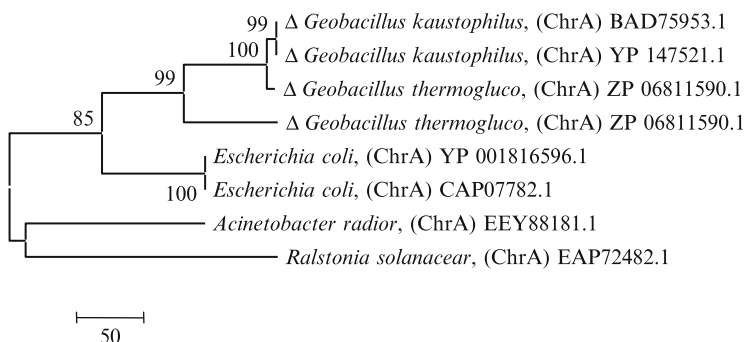 99 Δ Geobacillus kaustophilus, (ChrA) BAD75953.1
100 Δ Geobacillus kaustophilus, (ChrA) YP 147521.1
99 Δ Geobacillus thermogluco, (ChrA) ZP 06811590.1
85 Δ Geobacillus thermogluco, (ChrA) ZP 06811590.1
Escherichia coli, (ChrA) YP 001816596.1
100 Escherichia coli, (ChrA) CAP07782.1
Acinetobacter radior, (ChrA) EEY88181.1
Ralstonia solanacear, (ChrA) EAP72482.1
50